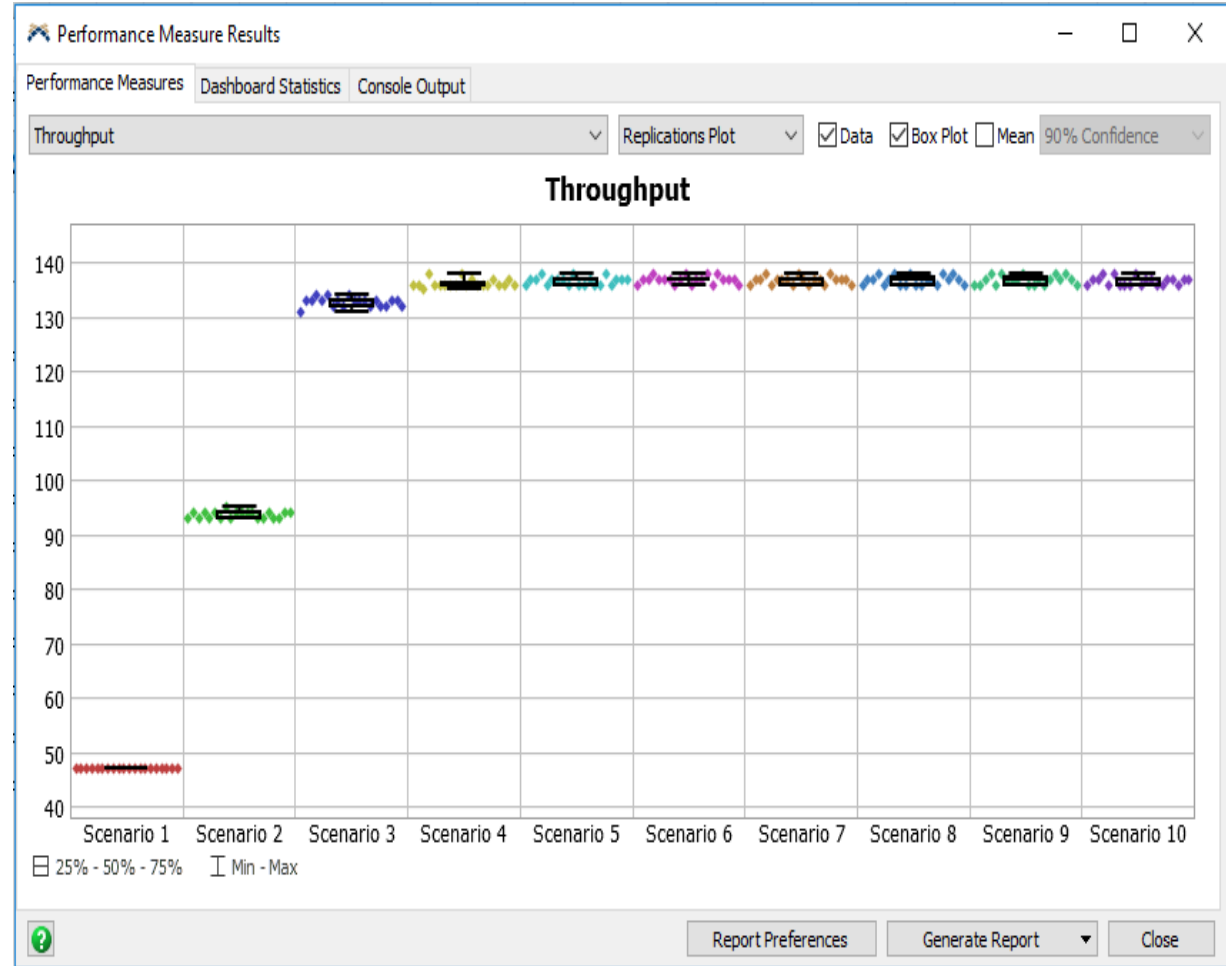 Performance Measure Results
Performance Measures Dashboard Statistics Console Output
Throughput Replications Plot Data Box Plot Mean 90% Confidence
Throughput
140
130
120
110
100
90
80
70
60
50
40
Scenario 1 Scenario 2 Scenario 3 Scenario 4 Scenario 5 Scenario 6 Scenario 7 Scenario 8 Scenario 9 Scenario 10
25% - 50% - 75% Min - Max
? Report Preferences Generate Report Close